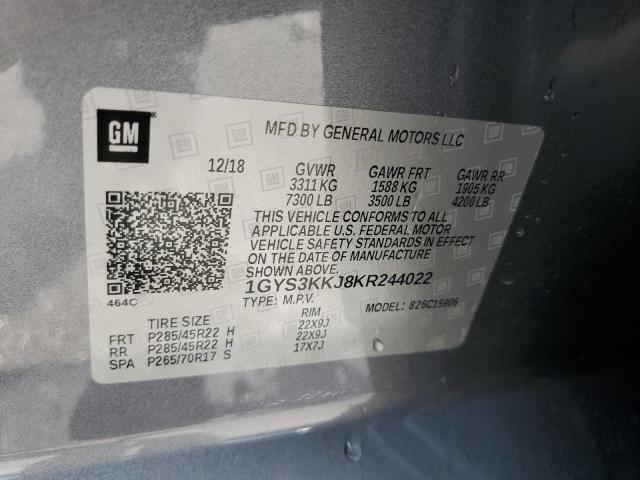 GM
MFD BY GENERAL MOTORS LLC
12/18 GVWR GAWR FRT GAWR RR
3311 KG 1588 KG 1905 KG
7300 LB 3500 LB 4200 LB
THIS VEHICLE CONFORMS TO ALL
APPLICABLE U.S. FEDERAL MOTOR
VEHICLE SAFETY STANDARDS IN EFFECT
ON THE DATE OF MANUFACTURE
SHOWN ABOVE.
464C
1GYS3KKJ8KR244022
TYPE: M.P.V. MODEL: 826C15906
TIRE SIZE RIM
FRT P285/45R22 H 22X9J
RR P285/45R22 H 22X9J
SPA P265/70R17 S 17X7J